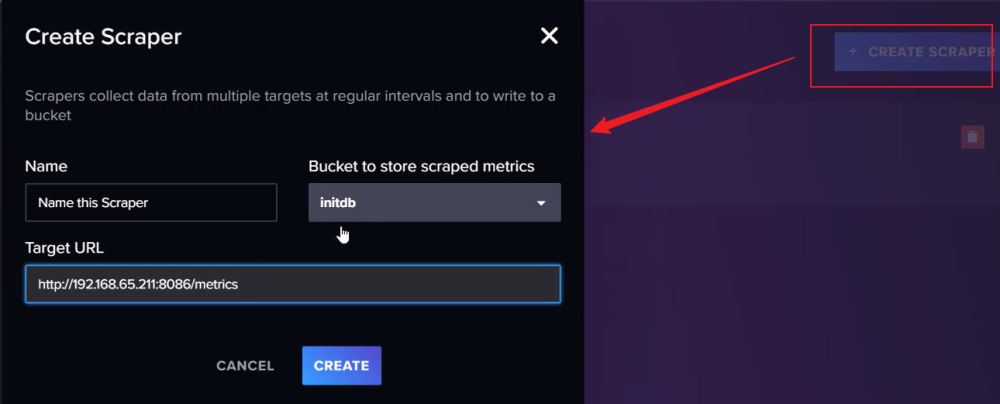 Create Scraper
+ CREATE SCRAPER
Scrapers collect data from multiple targets at regular intervals and to write to a
bucket
Name
Bucket to store scraped metrics
Name this Scraper
initdb
Target URL
http://192.168.65.211:8086/metrics
CANCEL
CREATE